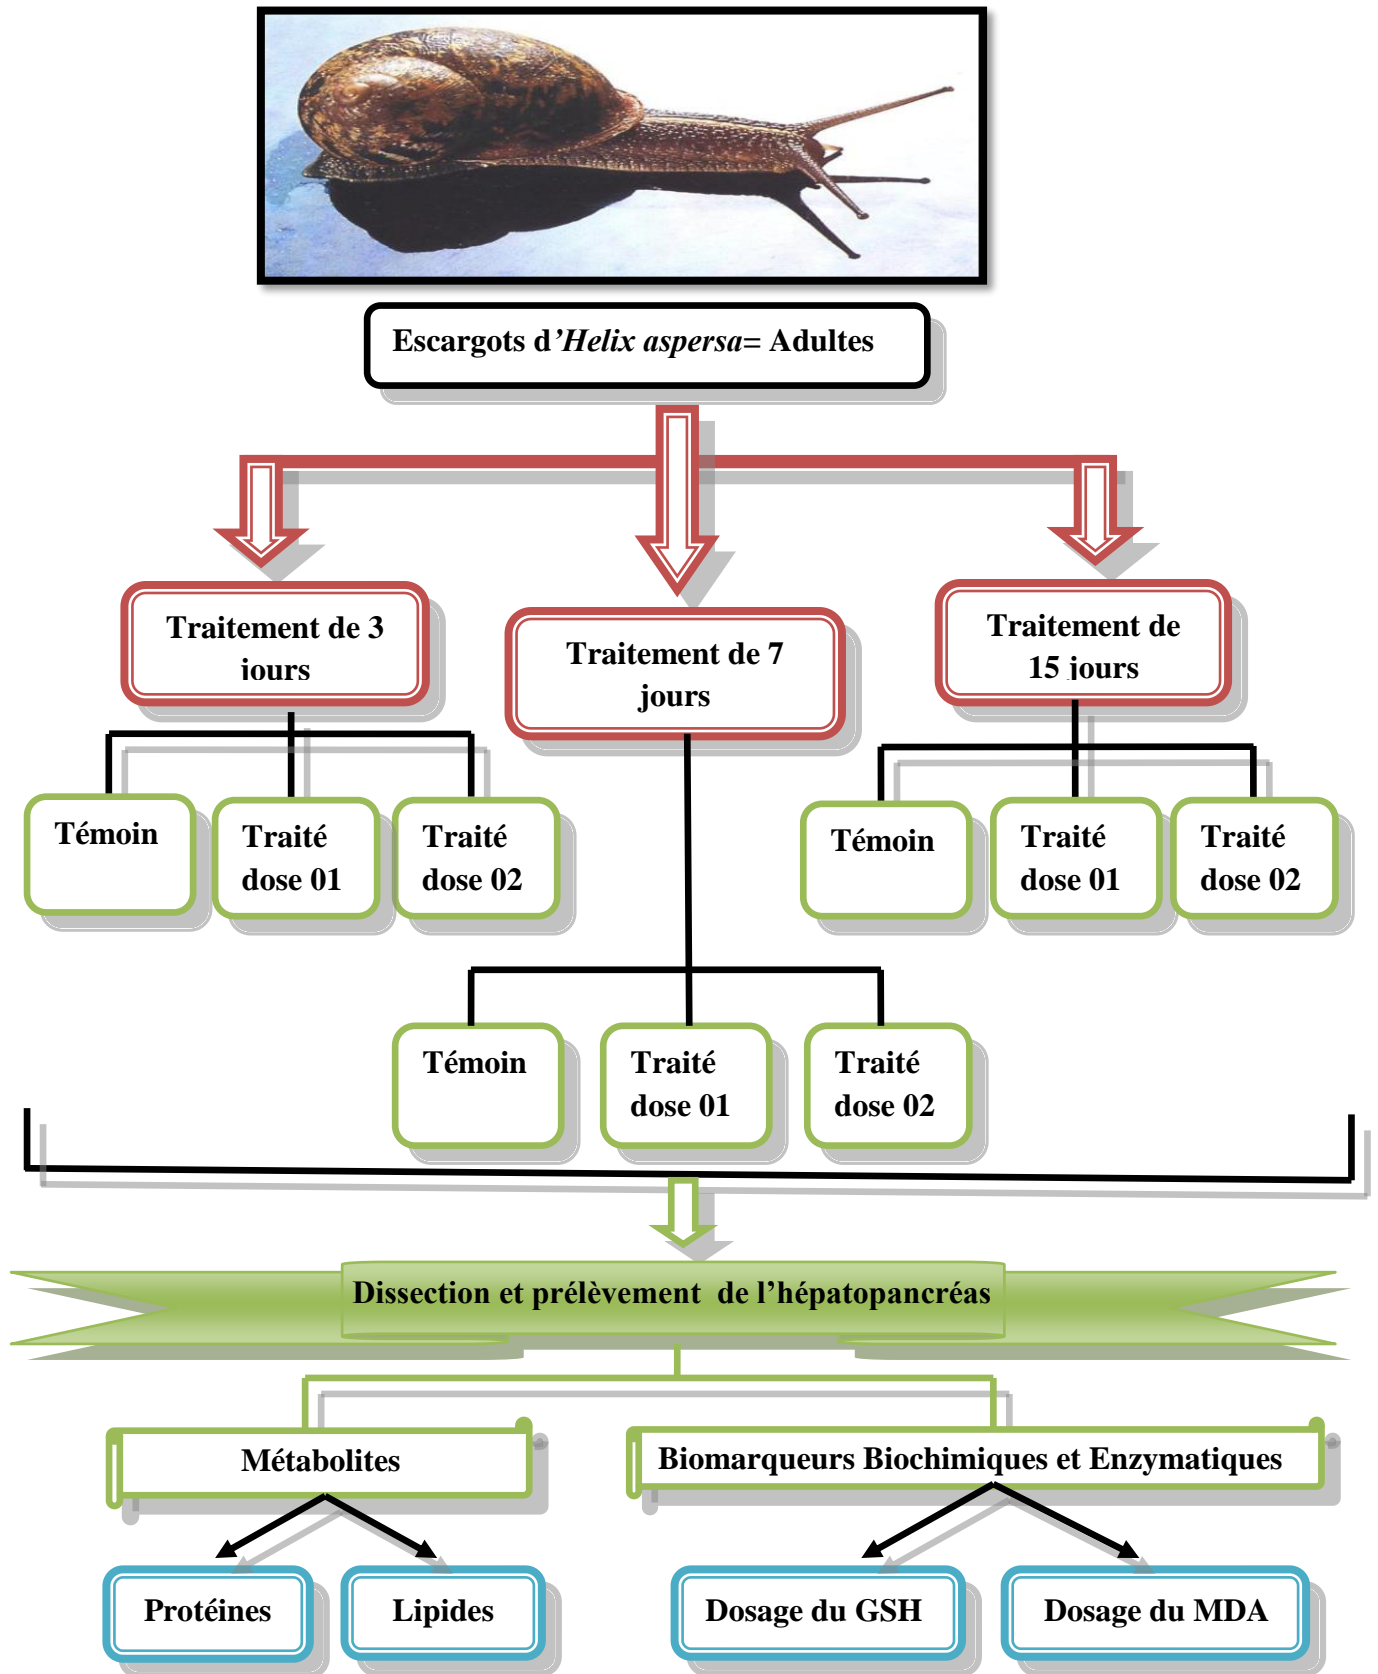 Escargots d’Helix aspersa= Adultes
Traitement de 3
jours
Traitement de 7
jours
Traitement de
15 jours
Témoin
Traité
dose 01
Traité
dose 02
Témoin
Traité
dose 01
Traité
dose 02
Témoin
Traité
dose 01
Traité
dose 02
Dissection et prélèvement de l’hépatopancréas
Métabolites
Biomarqueurs Biochimiques et Enzymatiques
Protéines
Lipides
Dosage du GSH
Dosage du MDA